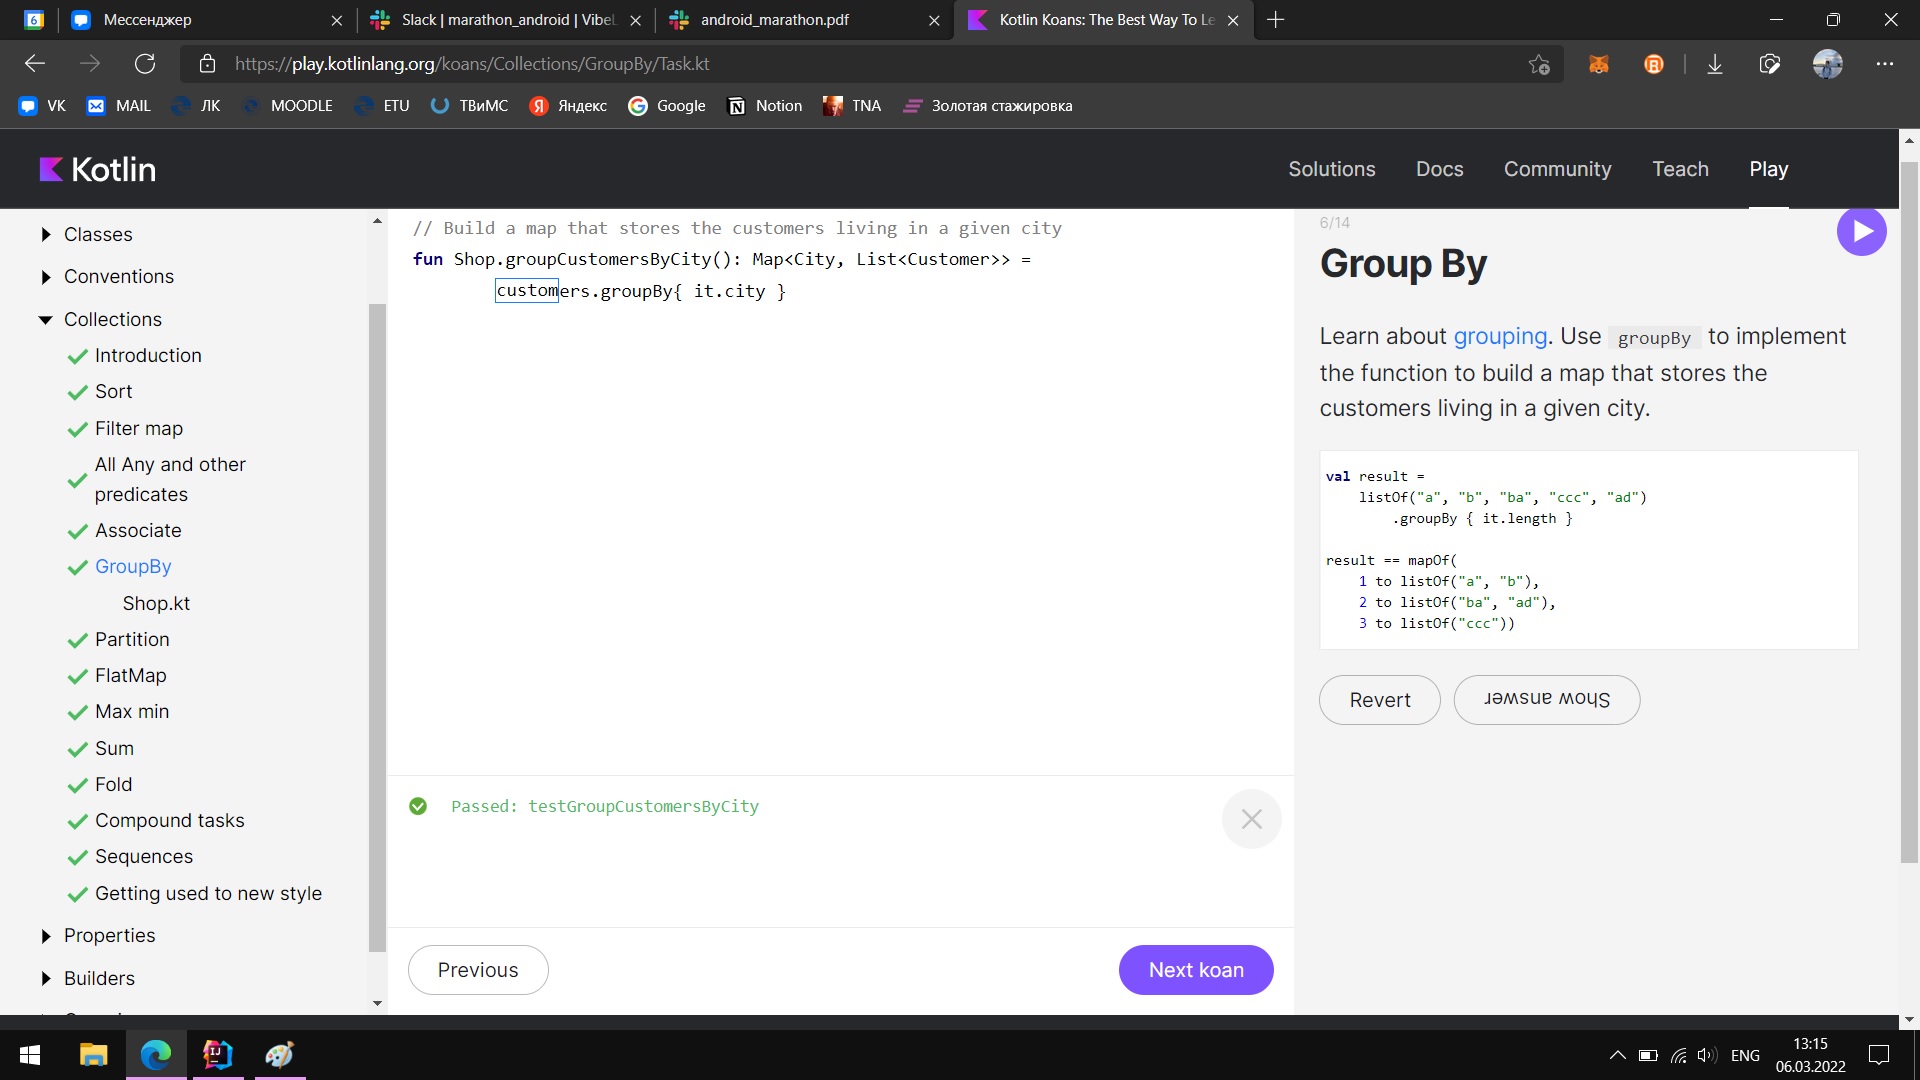 6
Мессенджер
Slack | marathon_android | VibeL
android_marathon.pdf
Kotlin Koans: The Best Way To Le
https://play.kotlinlang.org/koans/Collections/GroupBy/Task.kt
VK
MAIL
ЛК
MOODLE
ETU
ТВиМС
Яндекс
Google
Notion
TNA
Золотая стажировка
Kotlin
Solutions
Docs
Community
Teach
Play
Classes
Conventions
Collections
Introduction
Sort
Filter map
All Any and other
predicates
Associate
GroupBy
Shop.kt
Partition
FlatMap
Max min
Sum
Fold
Compound tasks
Sequences
Getting used to new style
Properties
Builders
// Build a map that stores the customers living in a given city
fun Shop.groupCustomersByCity(): Map<City, List<Customer>> =
customers.groupBy{ it.city }
Passed: testGroupCustomersByCity
Previous
Next koan
6/14
Group By
Learn about grouping. Use groupBy to implement
the function to build a map that stores the
customers living in a given city.
val result =
listOf("a", "b", "ba", "ccc", "ad")
.groupBy { it.length }
result == mapOf(
1 to listOf("a", "b"),
2 to listOf("ba", "ad"),
3 to listOf("ccc"))
Revert
Show answer
ENG
13:15
06.03.2022